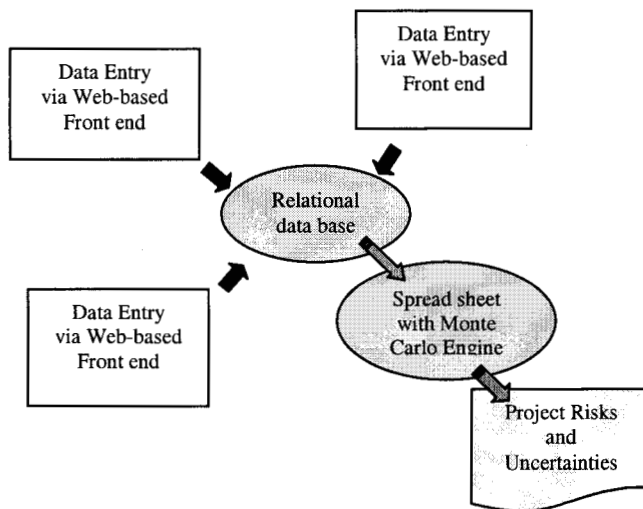 Data Entry
via Web-based
Front end
Data Entry
via Web-based
Front end
Relational
data base
Data Entry
via Web-based
Front end
Spread sheet
with Monte
Carlo Engine
Project Risks
and
Uncertainties